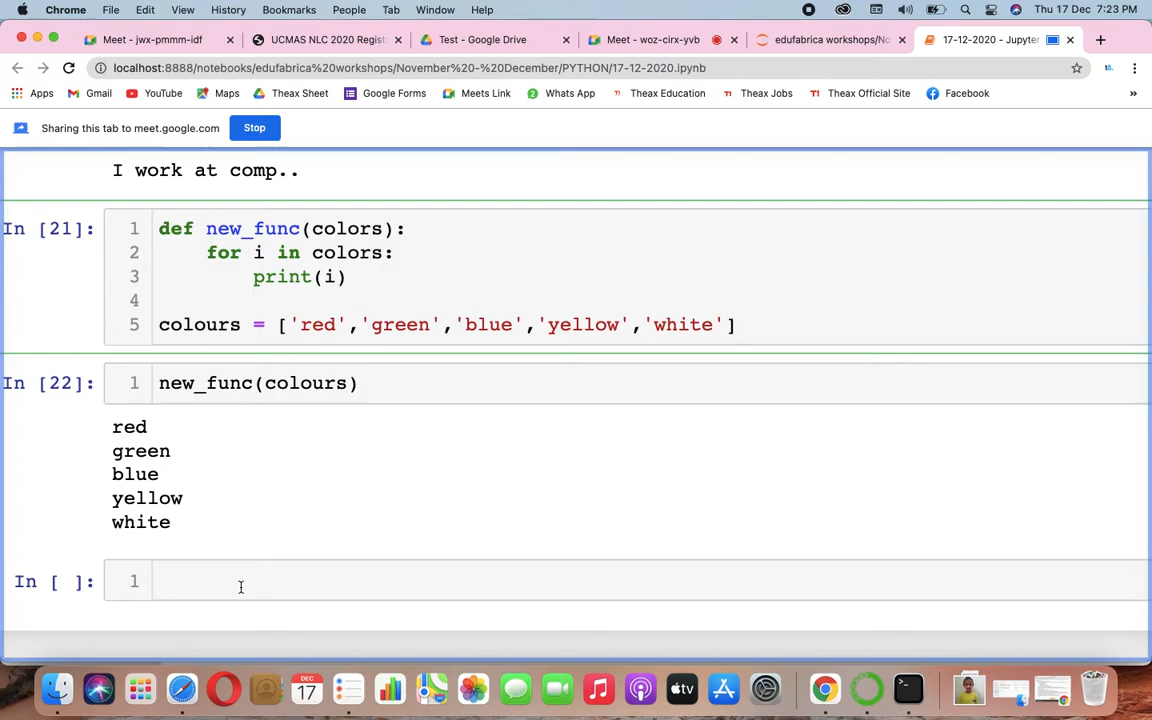 Chrome File Edit View History Bookmarks People Tab Window Help Thu 17 Dec 7:23 PM
Meet - jwx-pmmm-idf UCMAS NLC 2020 Regist Test - Google Drive Meet - woz-cirx-yvb edufabrica workshops/No 17-12-2020 - Jupyter
localhost:8888/notebooks/edufabrica%20workshops/November%20-%20December/PYTHON/17-12-2020.ipynb
Apps Gmail YouTube Maps Theax Sheet Google Forms Meets Link Whats App Theax Education Theax Jobs Theax Official Site Facebook »
Sharing this tab to meet.google.com Stop
I work at comp..
In [21]: 1 def new_func(colors):
2 for i in colors:
3 print(i)
4
5 colours = ['red','green','blue','yellow','white']
In [22]: 1 new_func(colours)
red
green
blue
yellow
white
In [ ]: 1
DEC
17
tv